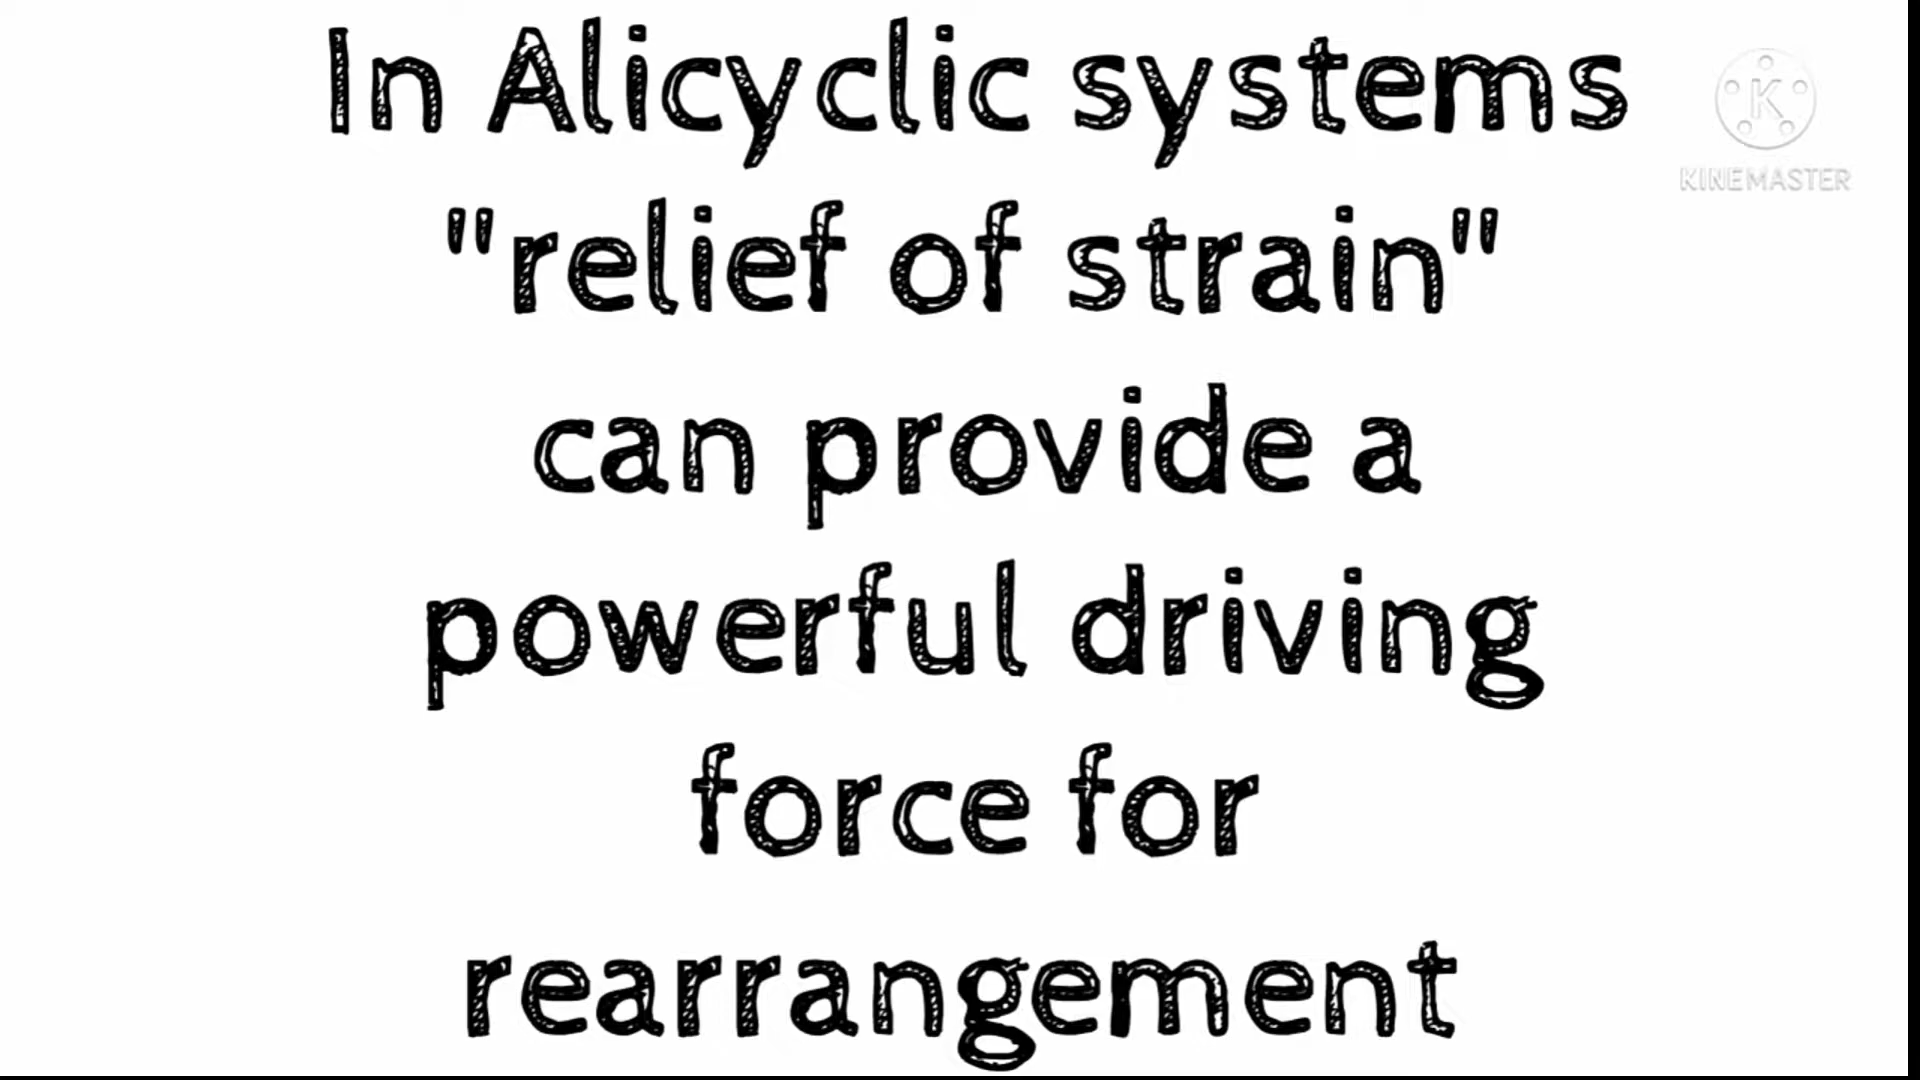 In Alicyclic systems
"relief of strain"
can provide a
powerful driving
force for
rearrangement
K
KINEMASTER